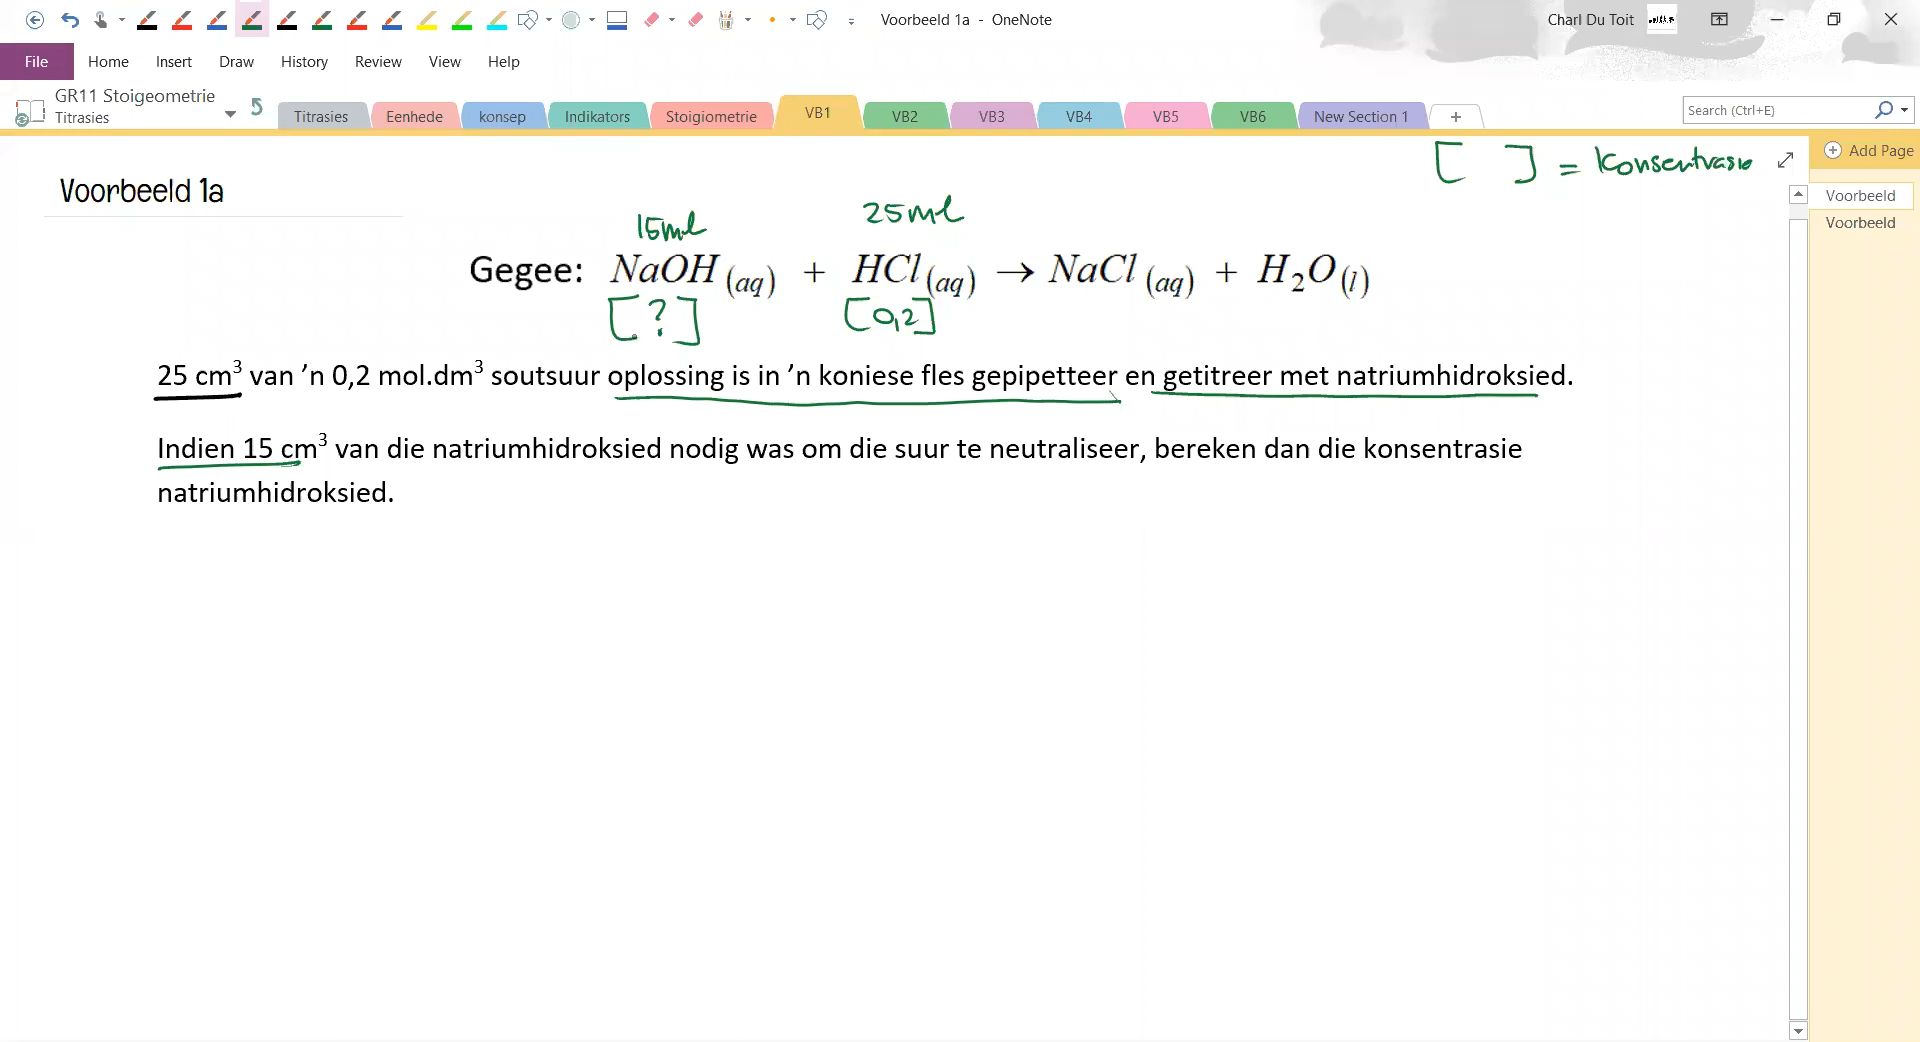 Voorbeeld 1a - OneNote
Charl Du Toit
File Home Insert Draw History Review View Help
GR11 Stoigeometrie
Titrasies
Titrasies Eenhede konsep Indikators Stoigiometrie VB1 VB2 VB3 VB4 VB5 VB6 New Section 1 +
Search (Ctrl+E)
Add Page
Voorbeeld
Voorbeeld
[ ] = Konsentrasie
Voorbeeld 1a
15ml 25ml
Gegee: NaOH(aq) + HCl(aq) → NaCl(aq) + H₂O(l)
[?] [0,2]
25 cm³ van ’n 0,2 mol.dm³ soutsuur oplossing is in ’n koniese fles gepipetteer en getitreer met natriumhidroksied.
Indien 15 cm³ van die natriumhidroksied nodig was om die suur te neutraliseer, bereken dan die konsentrasie
natriumhidroksied.